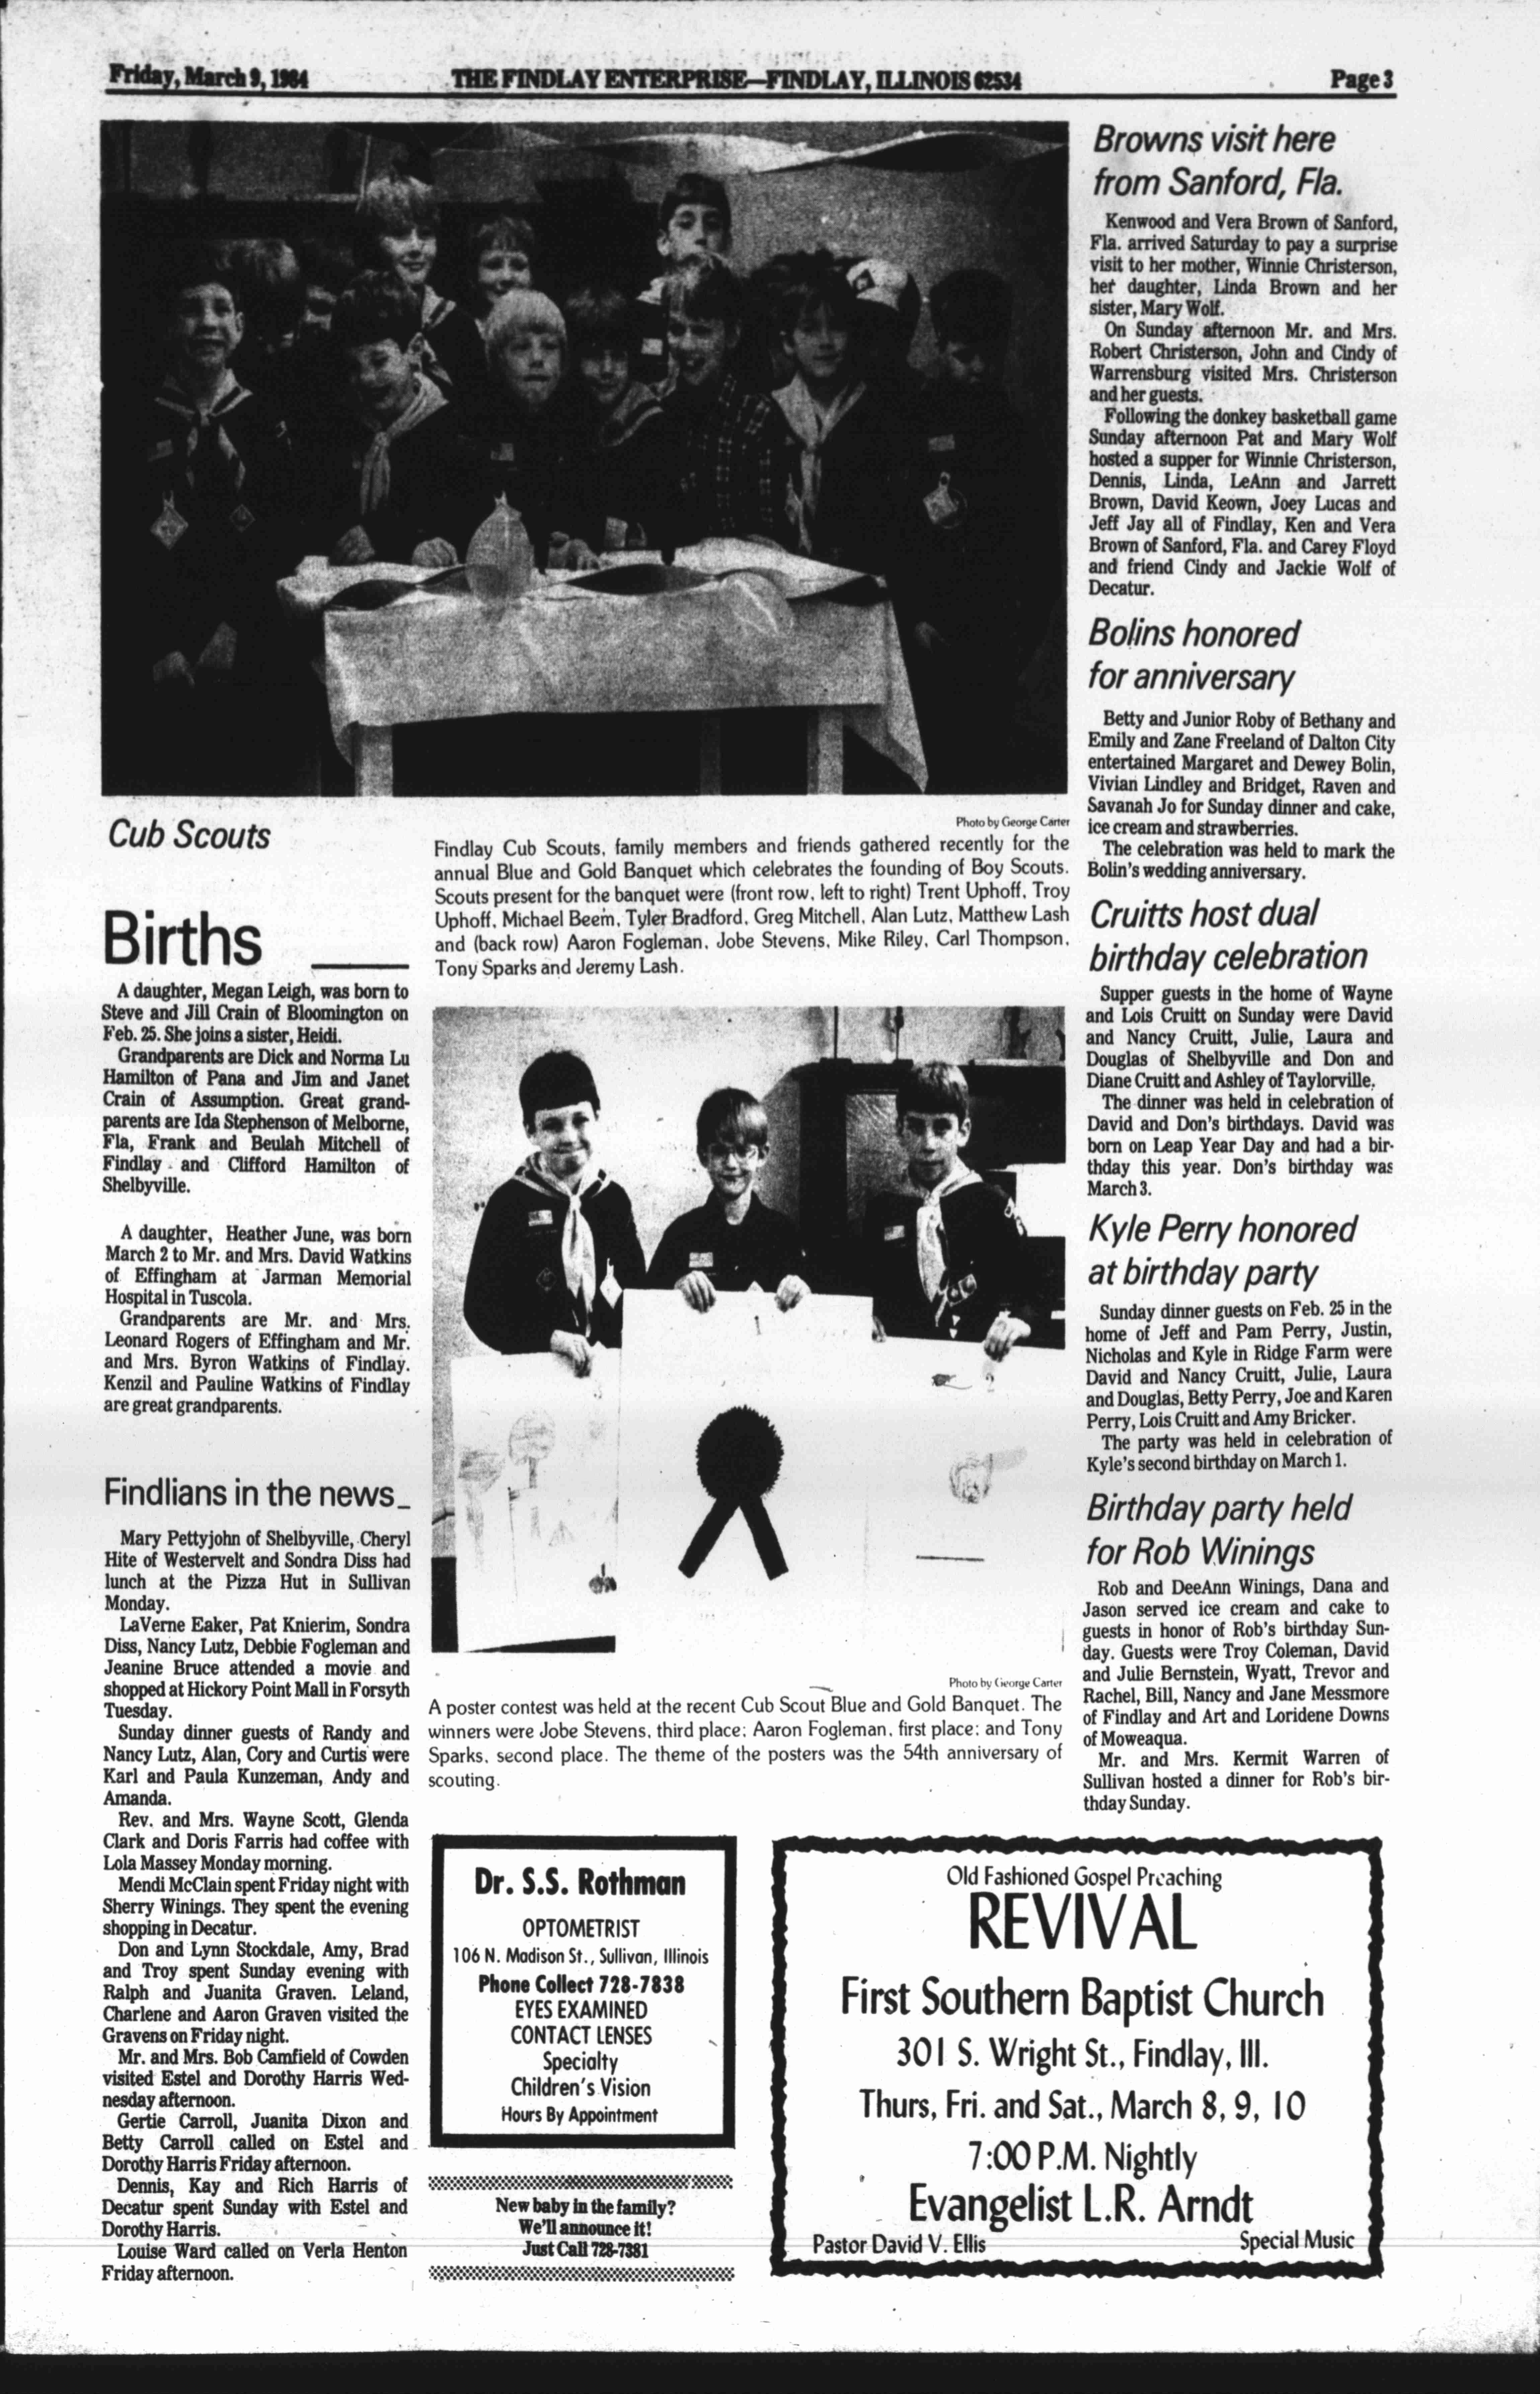 Friday, March 9, 1984
THE FINDLAY ENTERPRISE—FINDLAY, ILLINOIS 62534
Page 3
Photo by George Carter
Cub Scouts
Findlay Cub Scouts, family members and friends gathered recently for the
annual Blue and Gold Banquet which celebrates the founding of Boy Scouts.
Scouts present for the banquet were (front row, left to right) Trent Uphoff, Troy
Uphoff, Michael Beem, Tyler Bradford, Greg Mitchell, Alan Lutz, Matthew Lash
and (back row) Aaron Fogleman, Jobe Stevens, Mike Riley, Carl Thompson,
Tony Sparks and Jeremy Lash.
Births
A daughter, Megan Leigh, was born to
Steve and Jill Crain of Bloomington on
Feb. 25. She joins a sister, Heidi.
Grandparents are Dick and Norma Lu
Hamilton of Pana and Jim and Janet
Crain of Assumption. Great grand-
parents are Ida Stephenson of Melborne,
Fla, Frank and Beulah Mitchell of
Findlay and Clifford Hamilton of
Shelbyville.
A daughter, Heather June, was born
March 2 to Mr. and Mrs. David Watkins
of Effingham at Jarman Memorial
Hospital in Tuscola.
Grandparents are Mr. and Mrs.
Leonard Rogers of Effingham and Mr.
and Mrs. Byron Watkins of Findlay.
Kenzil and Pauline Watkins of Findlay
are great grandparents.
Findlians in the news
Mary Pettyjohn of Shelbyville, Cheryl
Hite of Westervelt and Sondra Diss had
lunch at the Pizza Hut in Sullivan
Monday.
LaVerne Eaker, Pat Knierim, Sondra
Diss, Nancy Lutz, Debbie Fogleman and
Jeanine Bruce attended a movie and
shopped at Hickory Point Mall in Forsyth
Tuesday.
Sunday dinner guests of Randy and
Nancy Lutz, Alan, Cory and Curtis were
Karl and Paula Kunzeman, Andy and
Amanda.
Rev. and Mrs. Wayne Scott, Glenda
Clark and Doris Farris had coffee with
Lola Massey Monday morning.
Mendi McClain spent Friday night with
Sherry Winings. They spent the evening
shopping in Decatur.
Don and Lynn Stockdale, Amy, Brad
and Troy spent Sunday evening with
Ralph and Juanita Graven. Leland,
Charlene and Aaron Graven visited the
Gravens on Friday night.
Mr. and Mrs. Bob Camfield of Cowden
visited Estel and Dorothy Harris Wed-
nesday afternoon.
Gertie Carroll, Juanita Dixon and
Betty Carroll called on Estel and
Dorothy Harris Friday afternoon.
Dennis, Kay and Rich Harris of
Decatur spent Sunday with Estel and
Dorothy Harris.
Louise Ward called on Verla Henton
Friday afternoon.
Photo by George Carter
A poster contest was held at the recent Cub Scout Blue and Gold Banquet. The
winners were Jobe Stevens, third place; Aaron Fogleman, first place; and Tony
Sparks, second place. The theme of the posters was the 54th anniversary of
scouting.
Dr. S.S. Rothman
OPTOMETRIST
106 N. Madison St., Sullivan, Illinois
Phone Collect 728-7838
EYES EXAMINED
CONTACT LENSES
Specialty
Children's Vision
Hours By Appointment
New baby in the family?
We'll announce it!
Just Call 728-7381
Browns visit here
from Sanford, Fla.
Kenwood and Vera Brown of Sanford,
Fla. arrived Saturday to pay a surprise
visit to her mother, Winnie Christerson,
her daughter, Linda Brown and her
sister, Mary Wolf.
On Sunday afternoon Mr. and Mrs.
Robert Christerson, John and Cindy of
Warrensburg visited Mrs. Christerson
and her guests.
Following the donkey basketball game
Sunday afternoon Pat and Mary Wolf
hosted a supper for Winnie Christerson,
Dennis, Linda, LeAnn and Jarrett
Brown, David Keown, Joey Lucas and
Jeff Jay all of Findlay, Ken and Vera
Brown of Sanford, Fla. and Carey Floyd
and friend Cindy and Jackie Wolf of
Decatur.
Bolins honored
for anniversary
Betty and Junior Roby of Bethany and
Emily and Zane Freeland of Dalton City
entertained Margaret and Dewey Bolin,
Vivian Lindley and Bridget, Raven and
Savanah Jo for Sunday dinner and cake,
ice cream and strawberries.
The celebration was held to mark the
Bolin's wedding anniversary.
Cruitts host dual
birthday celebration
Supper guests in the home of Wayne
and Lois Cruitt on Sunday were David
and Nancy Cruitt, Julie, Laura and
Douglas of Shelbyville and Don and
Diane Cruitt and Ashley of Taylorville.
The dinner was held in celebration of
David and Don's birthdays. David was
born on Leap Year Day and had a bir-
thday this year. Don's birthday was
March 3.
Kyle Perry honored
at birthday party
Sunday dinner guests on Feb. 25 in the
home of Jeff and Pam Perry, Justin,
Nicholas and Kyle in Ridge Farm were
David and Nancy Cruitt, Julie, Laura
and Douglas, Betty Perry, Joe and Karen
Perry, Lois Cruitt and Amy Bricker.
The party was held in celebration of
Kyle's second birthday on March 1.
Birthday party held
for Rob Winings
Rob and DeeAnn Winings, Dana and
Jason served ice cream and cake to
guests in honor of Rob's birthday Sun-
day. Guests were Troy Coleman, David
and Julie Bernstein, Wyatt, Trevor and
Rachel, Bill, Nancy and Jane Messmore
of Findlay and Art and Loridene Downs
of Moweaqua.
Mr. and Mrs. Kermit Warren of
Sullivan hosted a dinner for Rob's bir-
thday Sunday.
Old Fashioned Gospel Preaching
REVIVAL
First Southern Baptist Church
301 S. Wright St., Findlay, Ill.
Thurs, Fri. and Sat., March 8, 9, 10
7:00 P.M. Nightly
Evangelist L.R. Arndt
Pastor David V. Ellis
Special Music